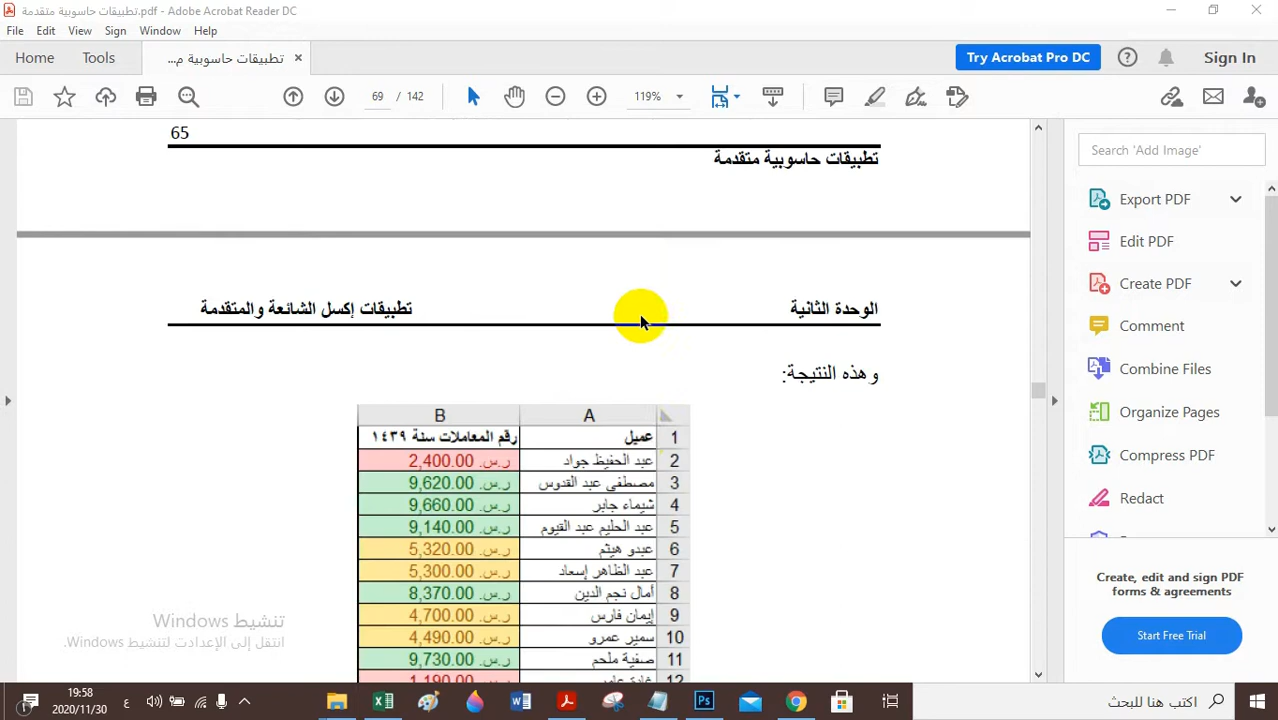 تطبيقات حاسوبية متقدمة.pdf - Adobe Acrobat Reader DC
File Edit View Sign Window Help
Home Tools تطبيقات حاسوبية م... Try Acrobat Pro DC Sign In
69 / 142 119%
65
تطبيقات حاسوبية متقدمة
الوحدة الثانية تطبيقات إكسل الشائعة والمتقدمة
وهذه النتيجة:
A B
1 عميل رقم المعاملات سنة ١٤٣٩
2 عبد الحفيظ جواد ر.س. 2,400.00
3 مصطفى عبد القدوس ر.س. 9,620.00
4 شيماء جابر ر.س. 9,660.00
5 عبد الحليم عبد القيوم ر.س. 9,140.00
6 عبدو هيثم ر.س. 5,320.00
7 عبد الظاهر إسعاد ر.س. 5,300.00
8 أمال نجم الدين ر.س. 8,370.00
9 إيمان فارس ر.س. 4,700.00
10 سمير عمرو ر.س. 4,490.00
11 صفية ملحم ر.س. 9,730.00
12 غادة عامر ر.س. 1,190.00
Search 'Add Image'
Export PDF
Edit PDF
Create PDF
Comment
Combine Files
Organize Pages
Compress PDF
Redact
Create, edit and sign PDF
forms & agreements
Start Free Trial
تنشيط Windows
انتقل إلى الإعدادت لتنشيط Windows.
اكتب هنا للبحث
ع
19:58
2020/11/30